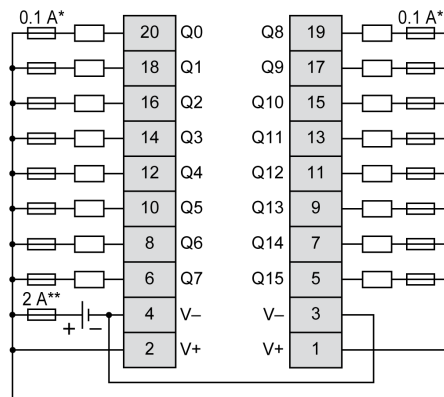 0.1 A* 20 Q0 Q8 19 0.1 A*
18 Q1 Q9 17
16 Q2 Q10 15
14 Q3 Q11 13
12 Q4 Q12 11
10 Q5 Q13 9
8 Q6 Q14 7
6 Q7 Q15 5
2 A** + – 4 V– V– 3
2 V+ V+ 1